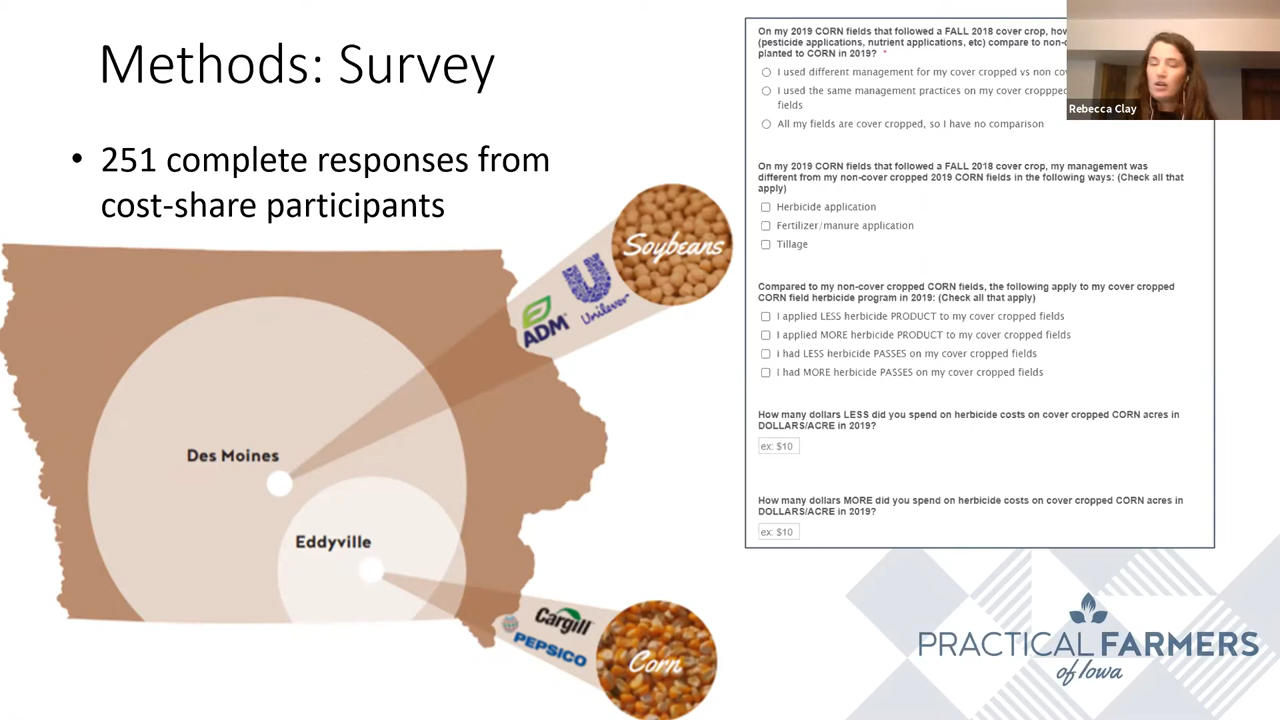 Methods: Survey
• 251 complete responses from
cost-share participants
Soybeans
ADM
Unilever
Des Moines
Eddyville
Cargill
PEPSICO
Corn
On my 2019 CORN fields that followed a FALL 2018 cover crop,
(pesticide applications, nutrient applications, etc) compare to
planted to CORN in 2019? *
I used different management for my cover cropped vs non
I used the same management practices on my cover croppped
fields
All my fields are cover cropped, so I have no comparison
On my 2019 CORN fields that followed a FALL 2018 cover crop, my management was
different from my non-cover cropped 2019 CORN fields in the following ways: (Check all that
apply)
Herbicide application
Fertilizer/manure application
Tillage
Compared to my non-cover cropped CORN fields, the following apply to my cover cropped
CORN field herbicide program in 2019: (Check all that apply)
I applied LESS herbicide PRODUCT to my cover cropped fields
I applied MORE herbicide PRODUCT to my cover cropped fields
I had LESS herbicide PASSES on my cover cropped fields
I had MORE herbicide PASSES on my cover cropped fields
How many dollars LESS did you spend on herbicide costs on cover cropped CORN acres in
DOLLARS/ACRE in 2019?
ex: $10
How many dollars MORE did you spend on herbicide costs on cover cropped CORN acres in
DOLLARS/ACRE in 2019?
ex: $10
Rebecca Clay
PRACTICAL FARMERS
of Iowa